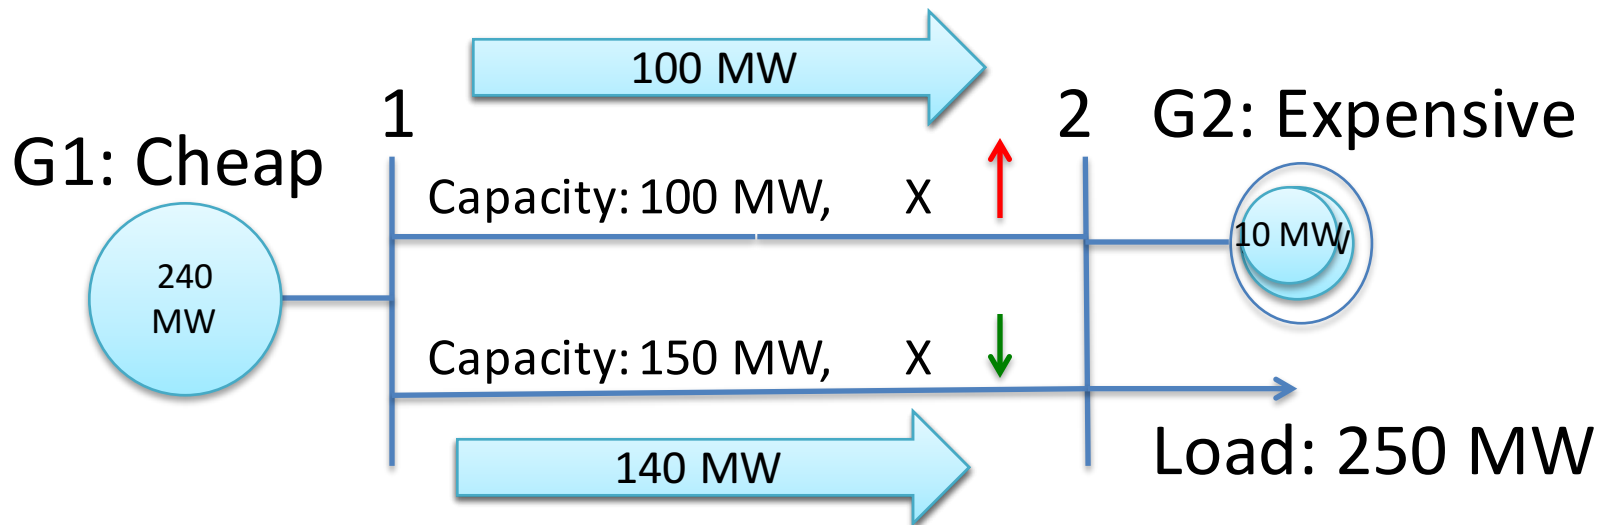 100 MW
1
2
G2: Expensive
G1: Cheap
Capacity: 100 MW, X
10 MW
240
MW
Capacity: 150 MW, X
140 MW
Load: 250 MW